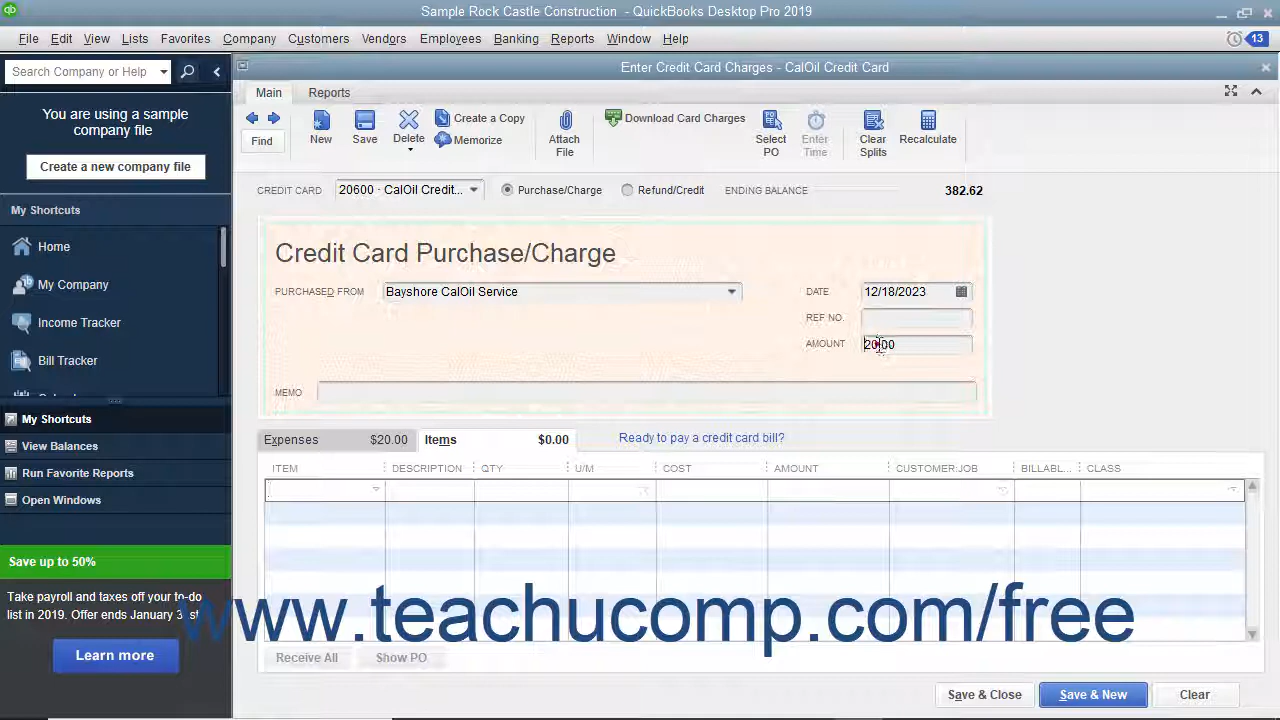 Sample Rock Castle Construction - QuickBooks Desktop Pro 2019
File Edit View Lists Favorites Company Customers Vendors Employees Banking Reports Window Help 13
Search Company or Help
Enter Credit Card Charges - CalOil Credit Card
You are using a sample
company file
Create a new company file
My Shortcuts
Home
My Company
Income Tracker
Bill Tracker
My Shortcuts
View Balances
Run Favorite Reports
Open Windows
Save up to 50%
Take payroll and taxes off your to-do
list in 2019. Offer ends January 31st
Learn more
Main Reports
Find
New
Save
Delete
Create a Copy
Memorize
Attach
File
Download Card Charges
Select
PO
Enter
Time
Clear
Splits
Recalculate
CREDIT CARD 20600 · CalOil Credit... Purchase/Charge Refund/Credit ENDING BALANCE 382.62
Credit Card Purchase/Charge
PURCHASED FROM Bayshore CalOil Service DATE 12/18/2023
REF NO.
AMOUNT 20.00
MEMO
Expenses $20.00 Items $0.00 Ready to pay a credit card bill?
ITEM DESCRIPTION QTY U/M COST AMOUNT CUSTOMER:JOB BILLABL... CLASS
www.teachucomp.com/free
Receive All Show PO
Save & Close Save & New Clear